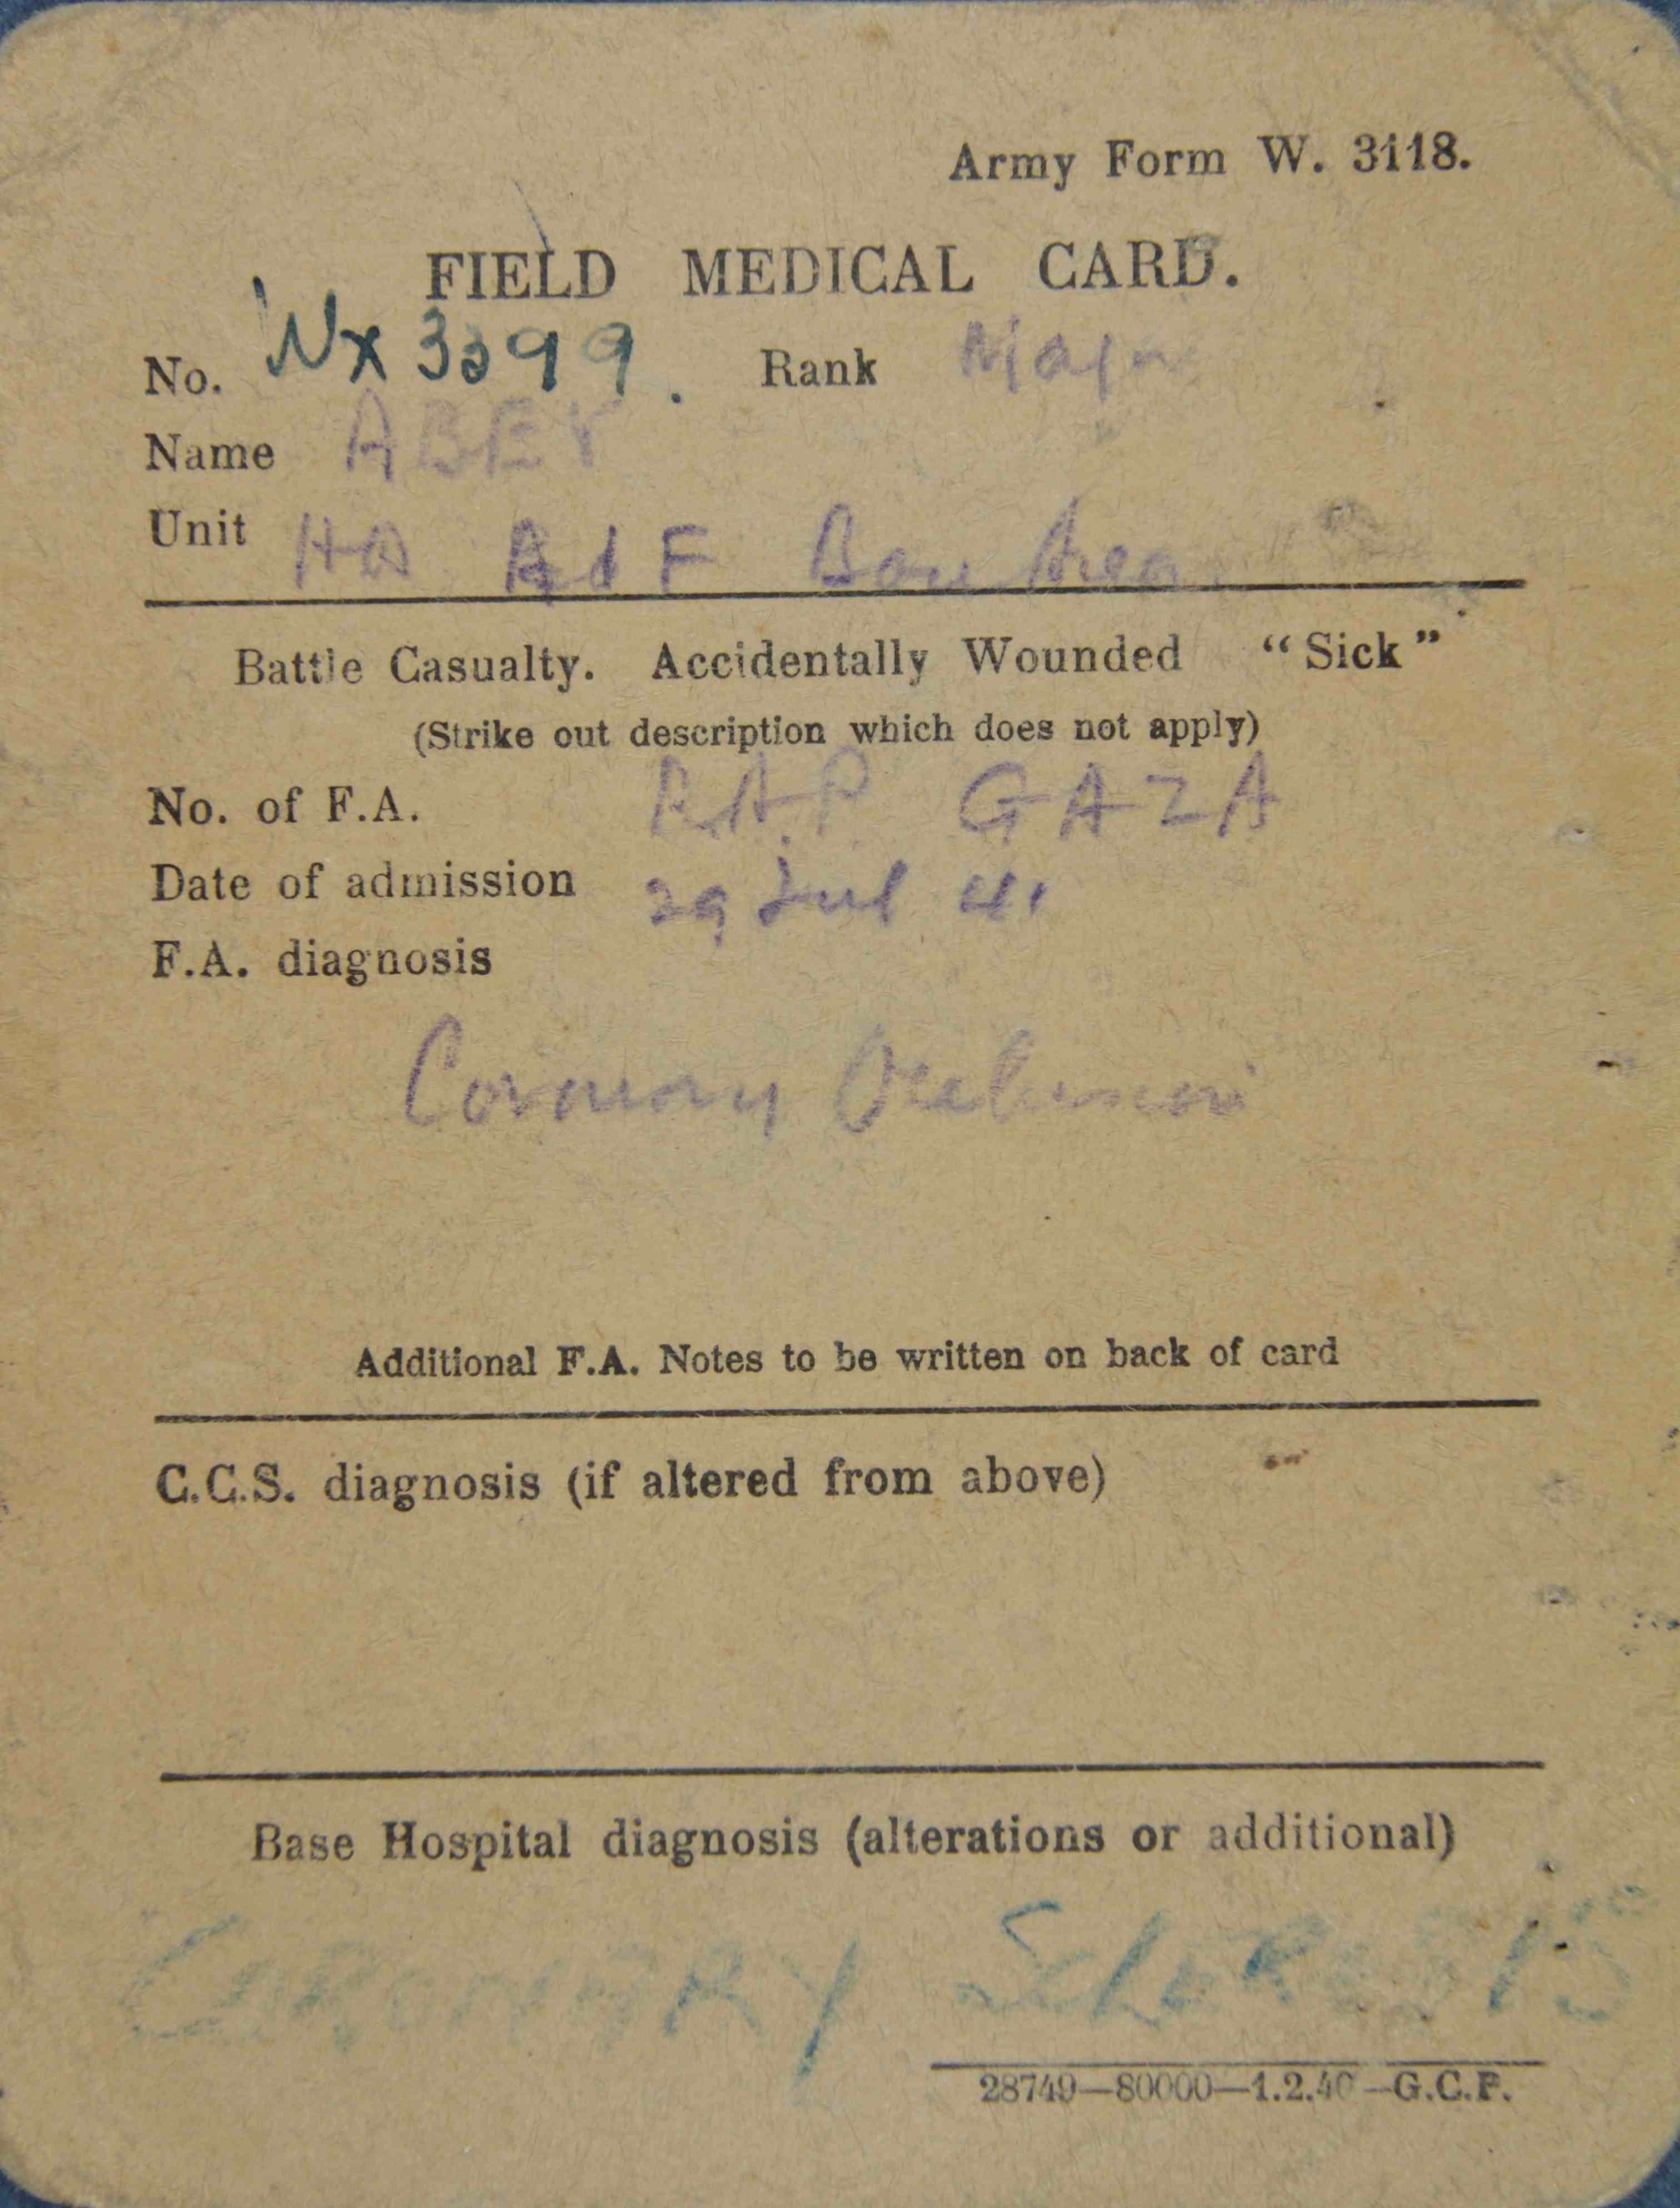 Army Form W. 3118.
FIELD MEDICAL CARD.
No. Nx 3399. Rank Major
Name ABEY
Unit HQ AIF Base Area
Battle Casualty. Accidentally Wounded "Sick"
(Strike out description which does not apply)
No. of F.A. R.A.P. GAZA
Date of admission 29 Jul 41
F.A. diagnosis
Coronary Occlusion
Additional F.A. Notes to be written on back of card
C.C.S. diagnosis (if altered from above)
Base Hospital diagnosis (alterations or additional)
CORONARY SclerosIS
28749—80000—1.2.40—G.C.P.